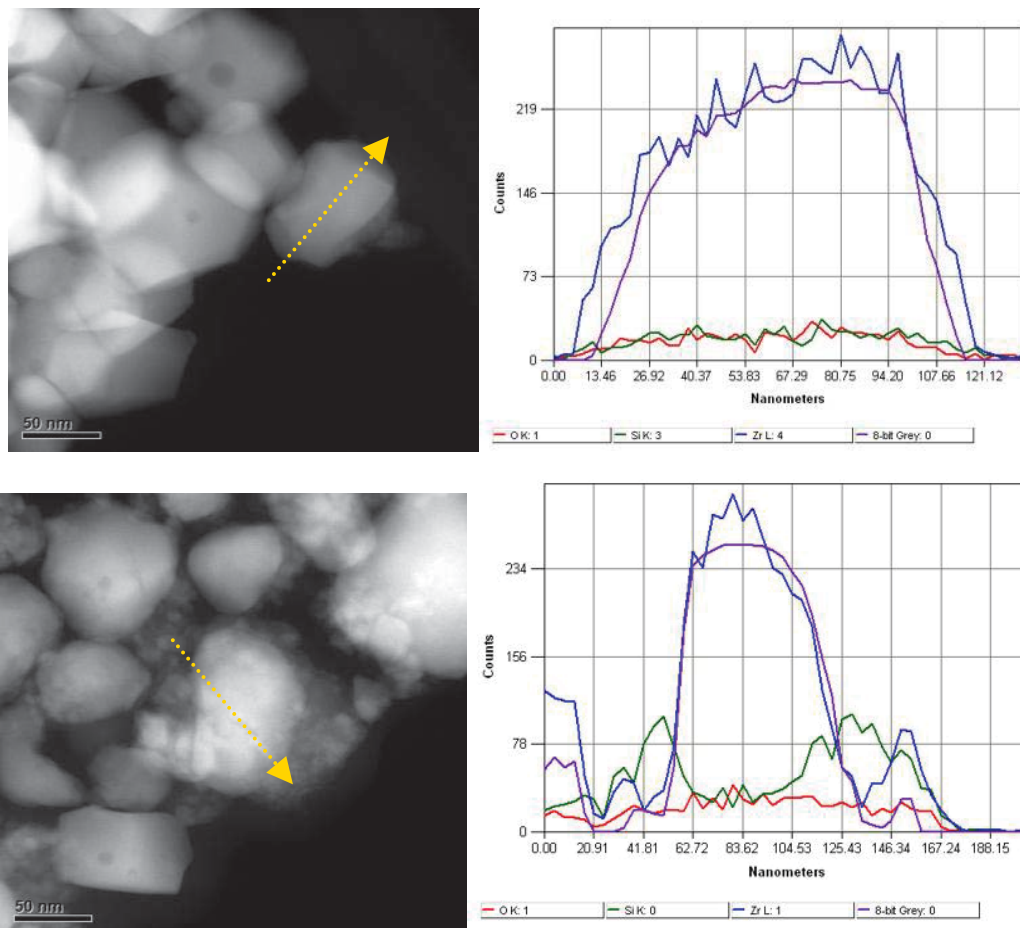 50 nm
Counts
219
146
73
0
0.00 13.46 26.92 40.37 53.83 67.29 80.75 94.20 107.66 121.12
Nanometers
O K: 1 Si K: 3 Zr L: 4 8-bit Grey: 0
50 nm
Counts
234
156
78
0
0.00 20.91 41.81 62.72 83.62 104.53 125.43 146.34 167.24 188.15
Nanometers
O K: 1 Si K: 0 Zr L: 1 8-bit Grey: 0